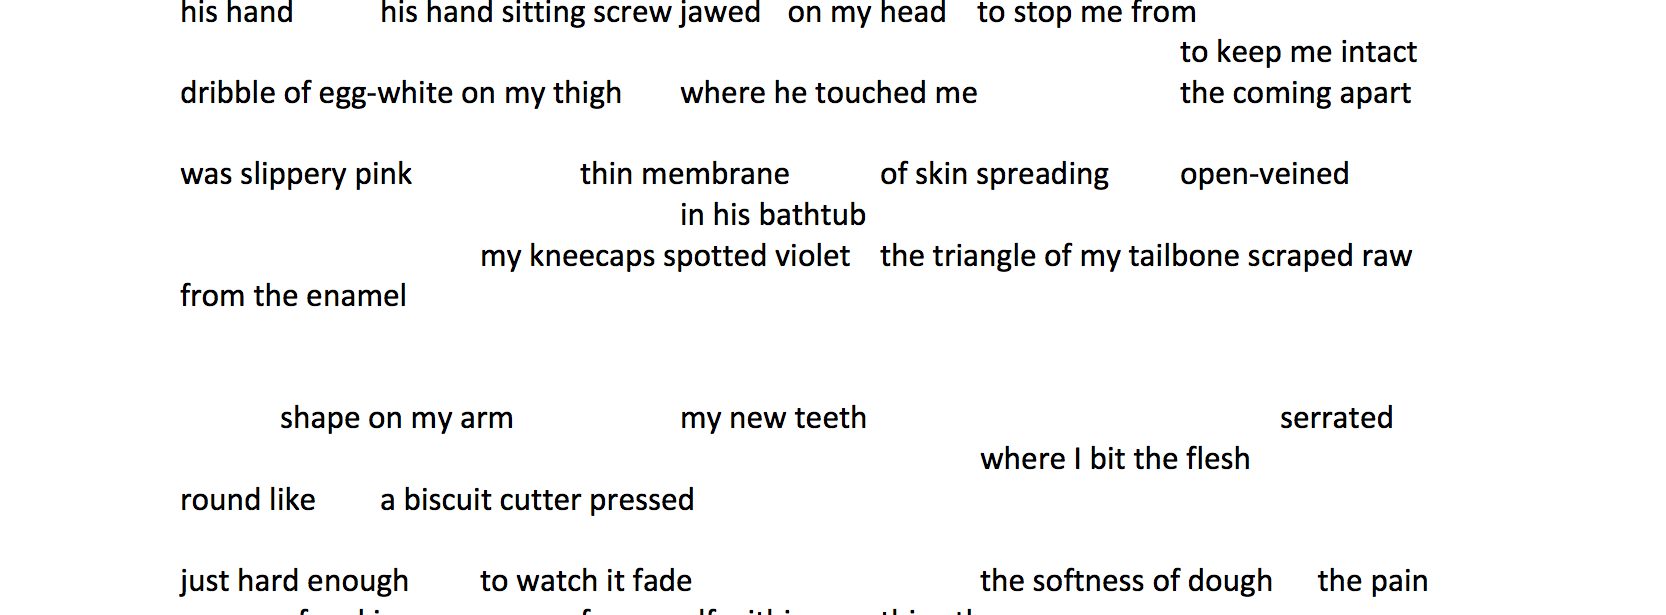 his hand his hand sitting screw jawed on my head to stop me from
to keep me intact
dribble of egg-white on my thigh where he touched me the coming apart
was slippery pink thin membrane of skin spreading open-veined
in his bathtub
my kneecaps spotted violet the triangle of my tailbone scraped raw
from the enamel
shape on my arm my new teeth serrated
where I bit the flesh
round like a biscuit cutter pressed
just hard enough to watch it fade the softness of dough the pain